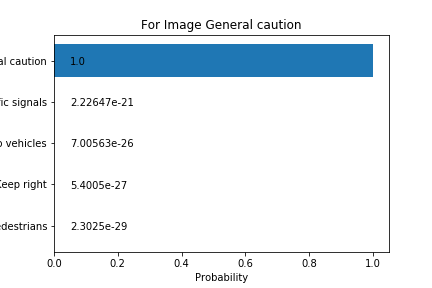 For Image General caution
al caution 1.0
ic signals 2.22647e-21
o vehicles 7.00563e-26
Keep right 5.4005e-27
edestrians 2.3025e-29
0.0 0.2 0.4 0.6 0.8 1.0
Probability